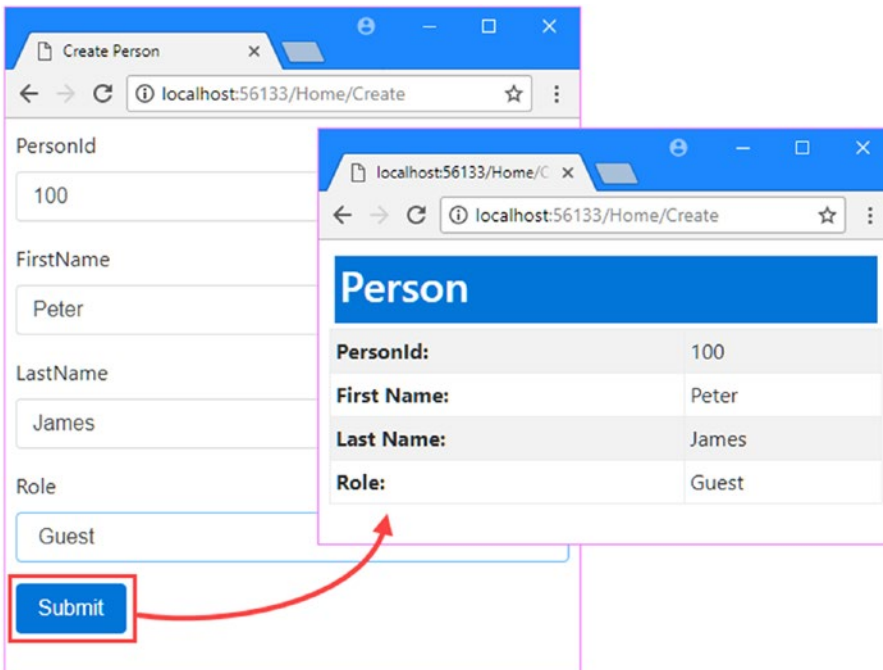 Create Person
localhost:56133/Home/Create
PersonId
100
FirstName
Peter
LastName
James
Role
Guest
Submit
localhost:56133/Home/C
localhost:56133/Home/Create
Person
PersonId: 100
First Name: Peter
Last Name: James
Role: Guest